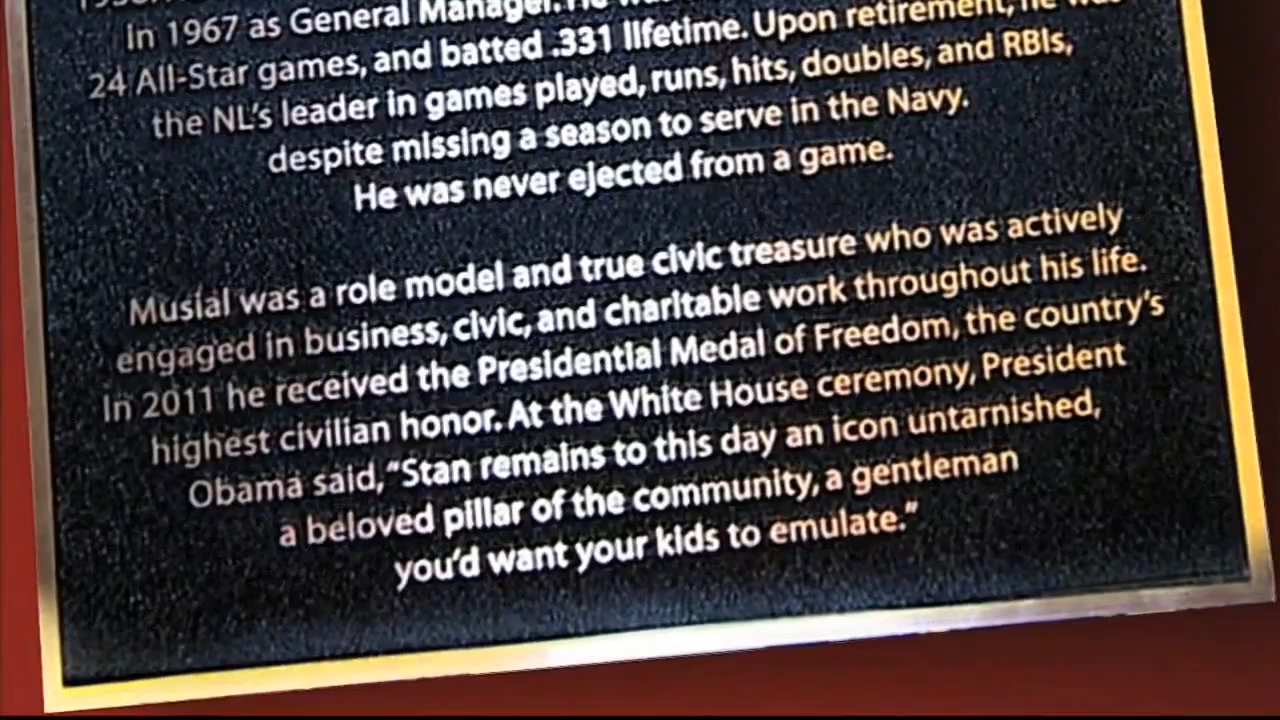 in 1967 as General Manager. He was
24 All-Star games, and batted .331 lifetime. Upon retirement, he was
the NL's leader in games played, runs, hits, doubles, and RBIs,
despite missing a season to serve in the Navy.
He was never ejected from a game.
Musial was a role model and true civic treasure who was actively
engaged in business, civic, and charitable work throughout his life.
In 2011 he received the Presidential Medal of Freedom, the country's
highest civilian honor. At the White House ceremony, President
Obama said, “Stan remains to this day an icon untarnished,
a beloved pillar of the community, a gentleman
you'd want your kids to emulate.”